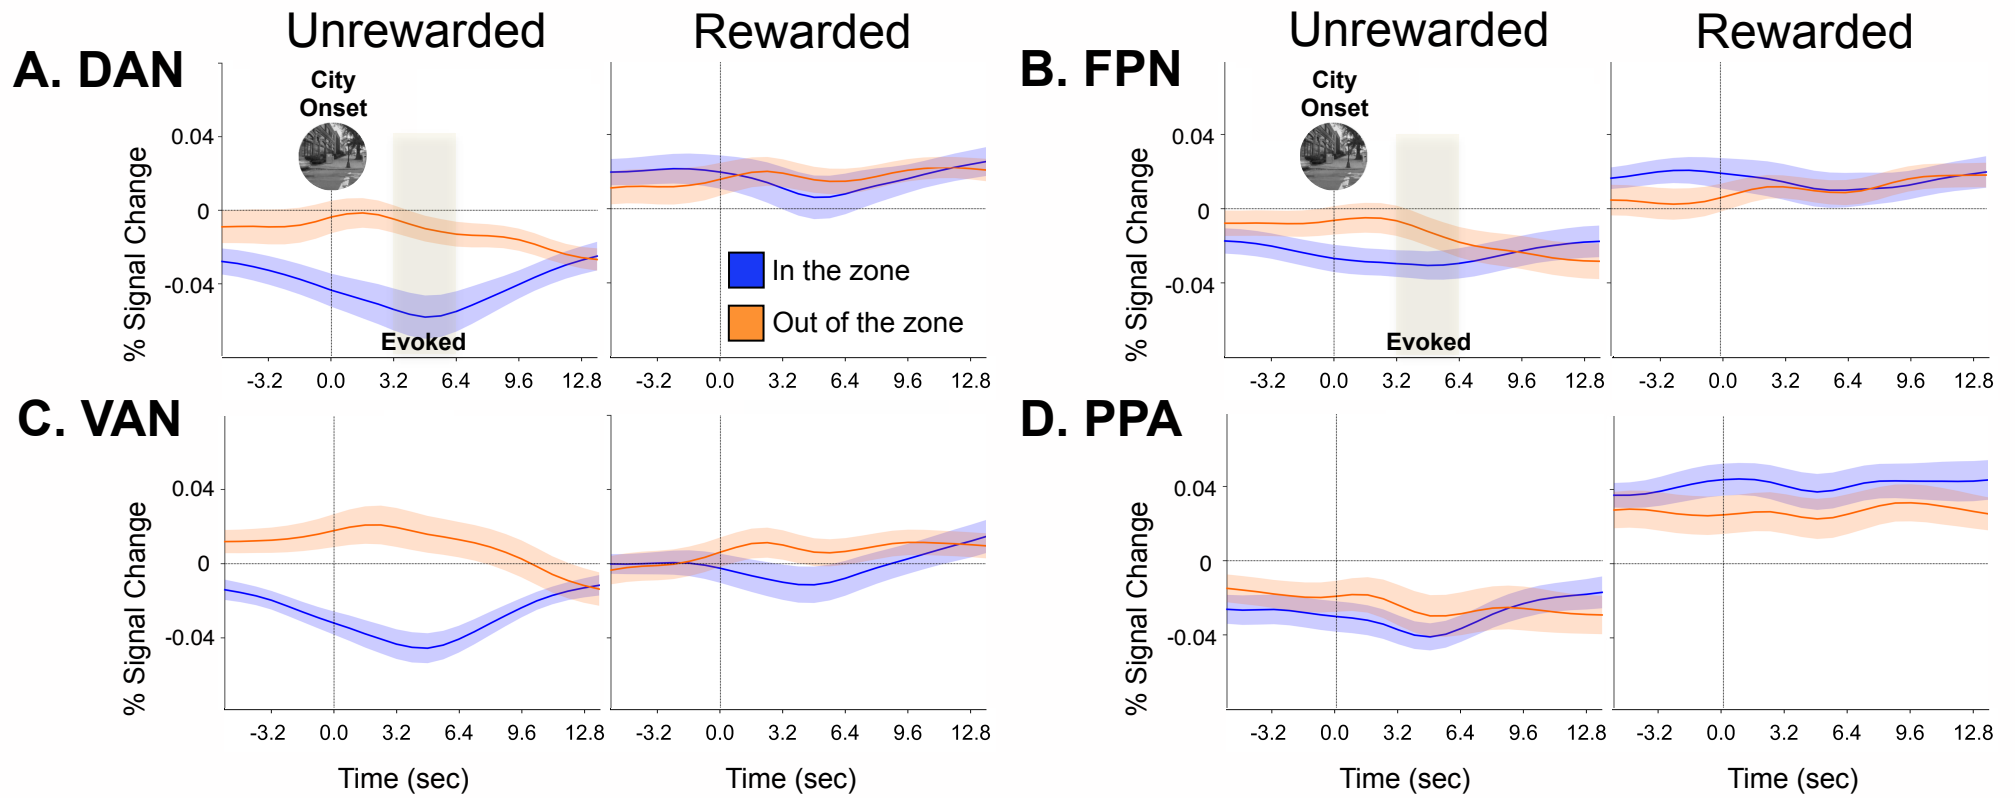 Unrewarded
Rewarded
Unrewarded
Rewarded
A. DAN
City
Onset
% Signal Change
0.04
0
-0.04
Evoked
-3.2 0.0 3.2 6.4 9.6 12.8
In the zone
Out of the zone
-3.2 0.0 3.2 6.4 9.6 12.8
B. FPN
City
Onset
% Signal Change
0.04
0
-0.04
Evoked
-3.2 0.0 3.2 6.4 9.6 12.8
-3.2 0.0 3.2 6.4 9.6 12.8
C. VAN
% Signal Change
0.04
0
-0.04
-3.2 0.0 3.2 6.4 9.6 12.8
Time (sec)
-3.2 0.0 3.2 6.4 9.6 12.8
Time (sec)
D. PPA
% Signal Change
0.04
0
-0.04
-3.2 0.0 3.2 6.4 9.6 12.8
Time (sec)
-3.2 0.0 3.2 6.4 9.6 12.8
Time (sec)